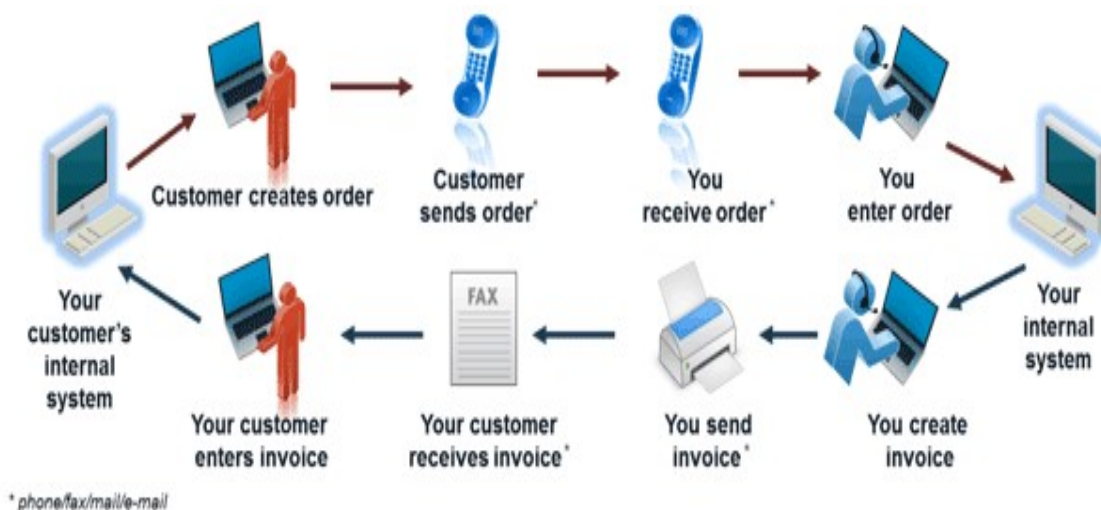 Customer creates order
Customer
sends order*
You
receive order*
You
enter order
Your
customer's
internal
system
FAX
Your
internal
system
Your customer
enters invoice
Your customer
receives invoice*
You send
invoice*
You create
invoice
* phone/fax/mail/e-mail